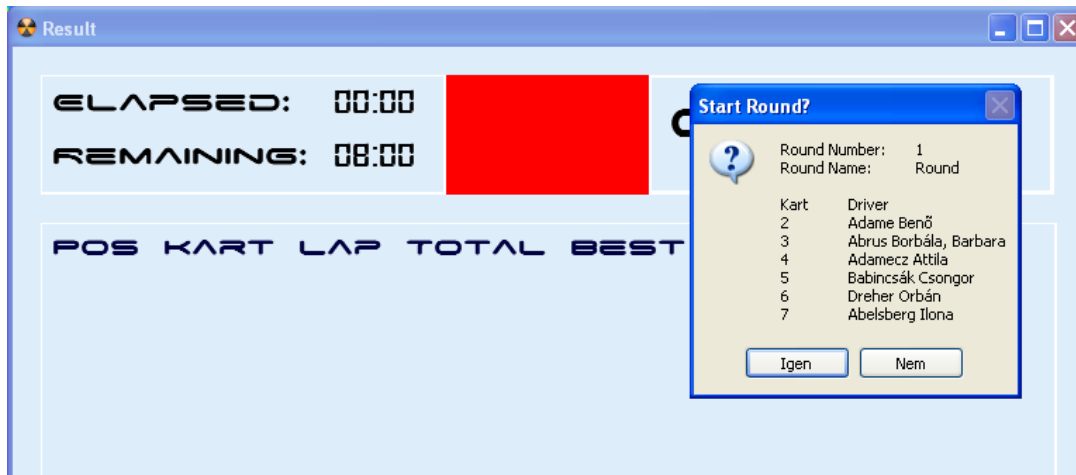 Result
ELAPSED: 00:00
REMAINING: 08:00
POS KART LAP TOTAL BEST
Start Round?
Round Number: 1
Round Name: Round
Kart Driver
2 Adame Benő
3 Abrus Borbála, Barbara
4 Adamecz Attila
5 Babincsák Csongor
6 Dreher Orbán
7 Abelsberg Ilona
Igen Nem